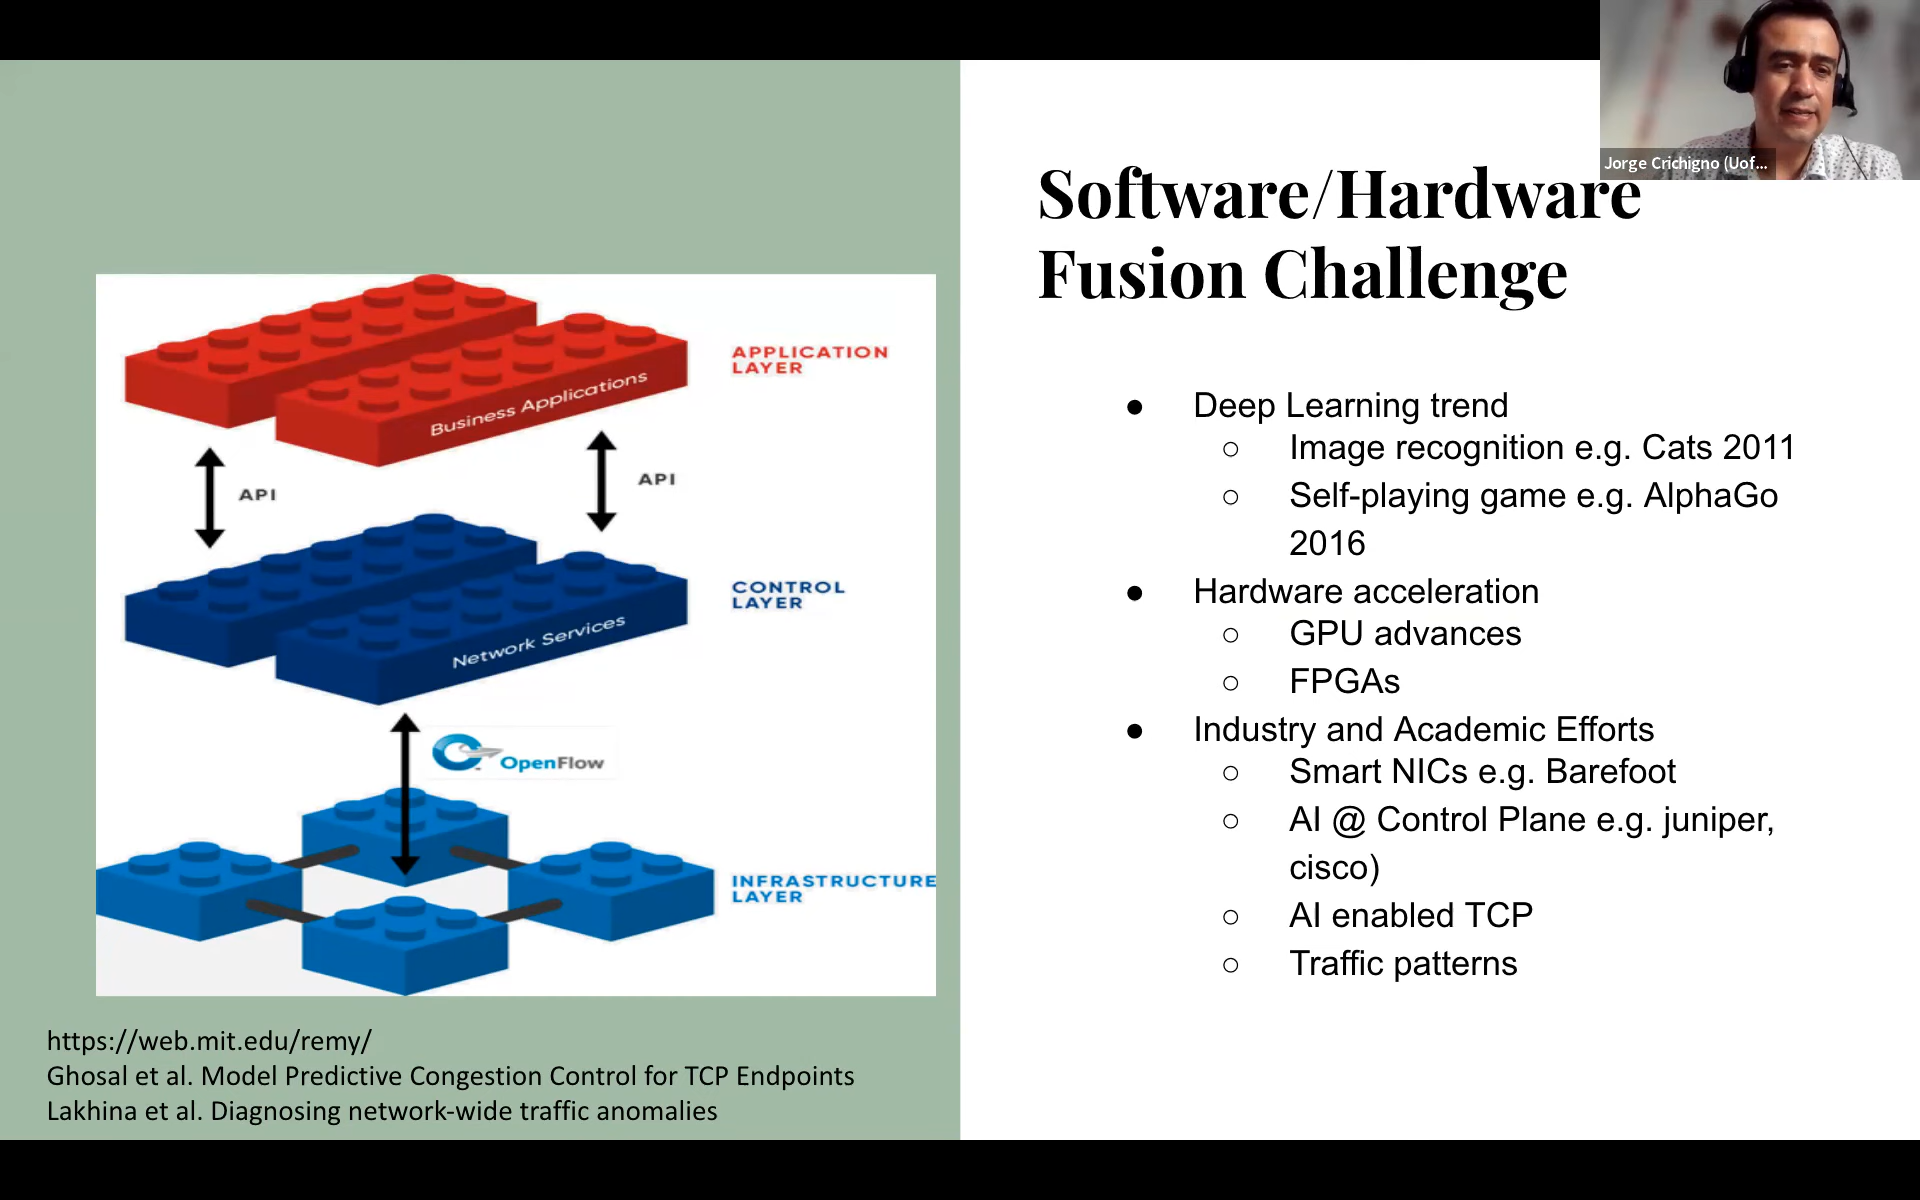 Jorge Crichigno (Uof...
Software/Hardware
Fusion Challenge
APPLICATION
LAYER
Business Applications
API
API
CONTROL
LAYER
Network Services
OpenFlow
INFRASTRUCTURE
LAYER
● Deep Learning trend
○ Image recognition e.g. Cats 2011
○ Self-playing game e.g. AlphaGo
2016
● Hardware acceleration
○ GPU advances
○ FPGAs
● Industry and Academic Efforts
○ Smart NICs e.g. Barefoot
○ AI @ Control Plane e.g. juniper,
cisco)
○ AI enabled TCP
○ Traffic patterns
https://web.mit.edu/remy/
Ghosal et al. Model Predictive Congestion Control for TCP Endpoints
Lakhina et al. Diagnosing network-wide traffic anomalies